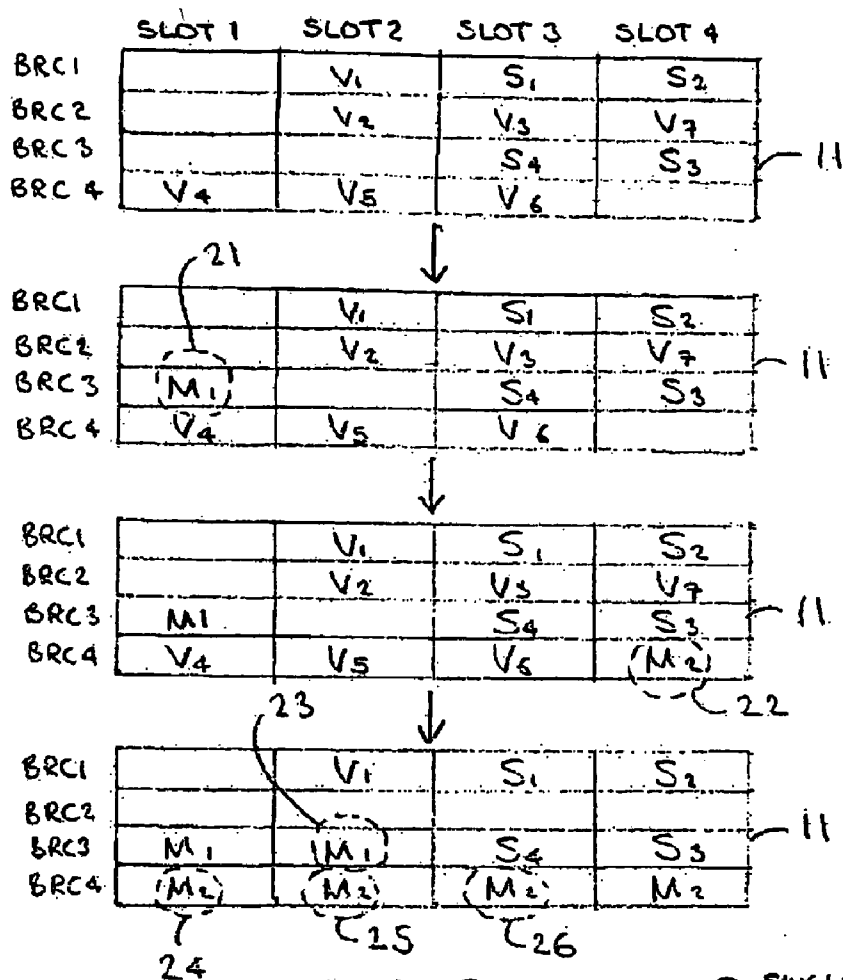 SLOT 1 SLOT 2 SLOT 3 SLOT 4
BRC1 V1 S1 S2
BRC2 V2 V3 V7
BRC3 S4 S3 11
BRC 4 V4 V5 V6
21
BRC1 V1 S1 S2
BRC2 V2 V3 V7 11
BRC3 M1 S4 S3
BRC 4 V4 V5 V6
BRC1 V1 S1 S2
BRC2 V2 V3 V7
BRC3 M1 S4 S3 11
BRC4 V4 V5 V6 M2
23 22
BRC1 V1 S1 S2
BRC2
BRC3 M1 M1 S4 S3 11
BRC4 M2 M2 M2 M2
24 25 26